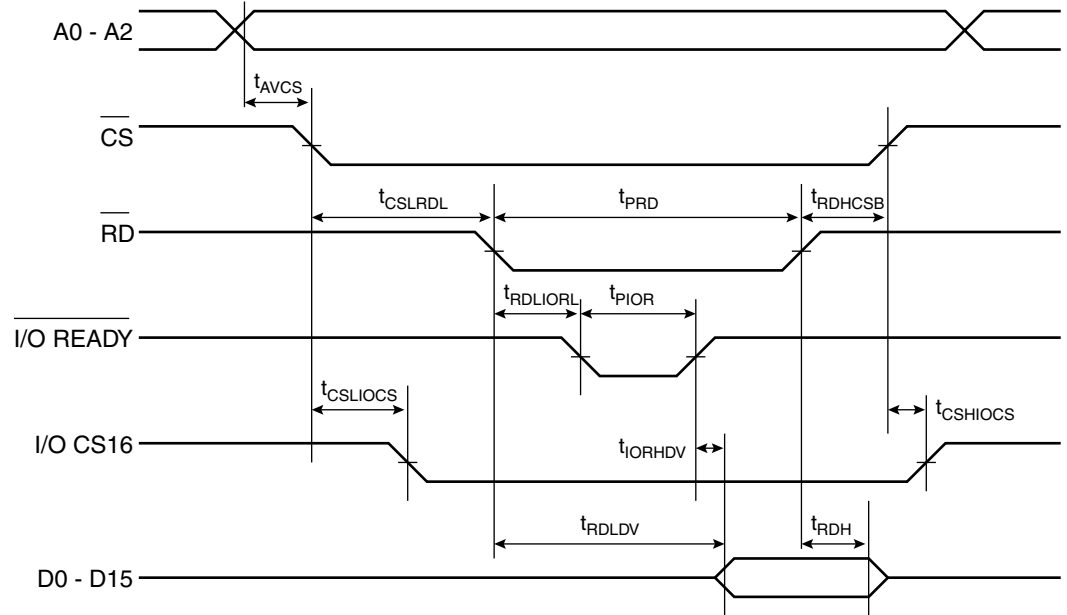 A0 - A2
tAVCS
CS
tCSLRDL
tPRD
tRDHCSB
RD
tRDLIORL
tPIOR
I/O READY
tCSLIOCS
tCSHIOCS
I/O CS16
tIORHDV
tRDLDV
tRDH
D0 - D15